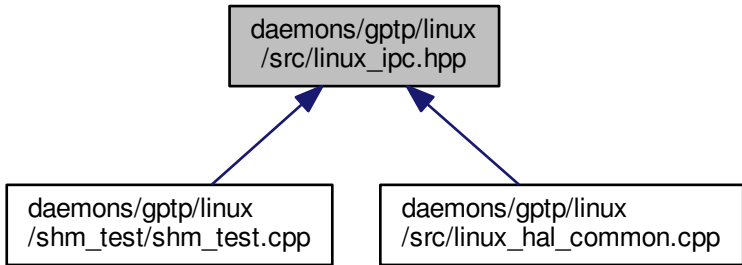 daemons/gptp/linux
/src/linux_ipc.hpp
daemons/gptp/linux
/shm_test/shm_test.cpp
daemons/gptp/linux
/src/linux_hal_common.cpp